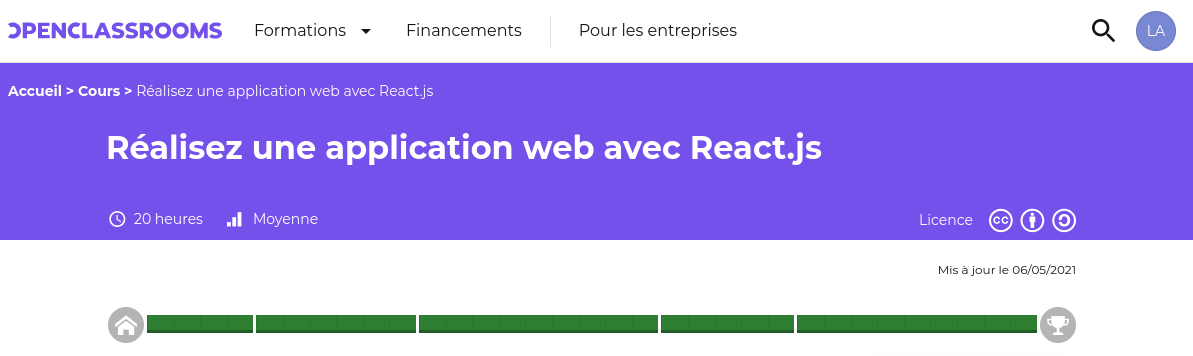 OPENCLASSROOMS Formations Financements Pour les entreprises LA
Accueil > Cours > Réalisez une application web avec React.js
Réalisez une application web avec React.js
20 heures Moyenne Licence cc
Mis à jour le 06/05/2021